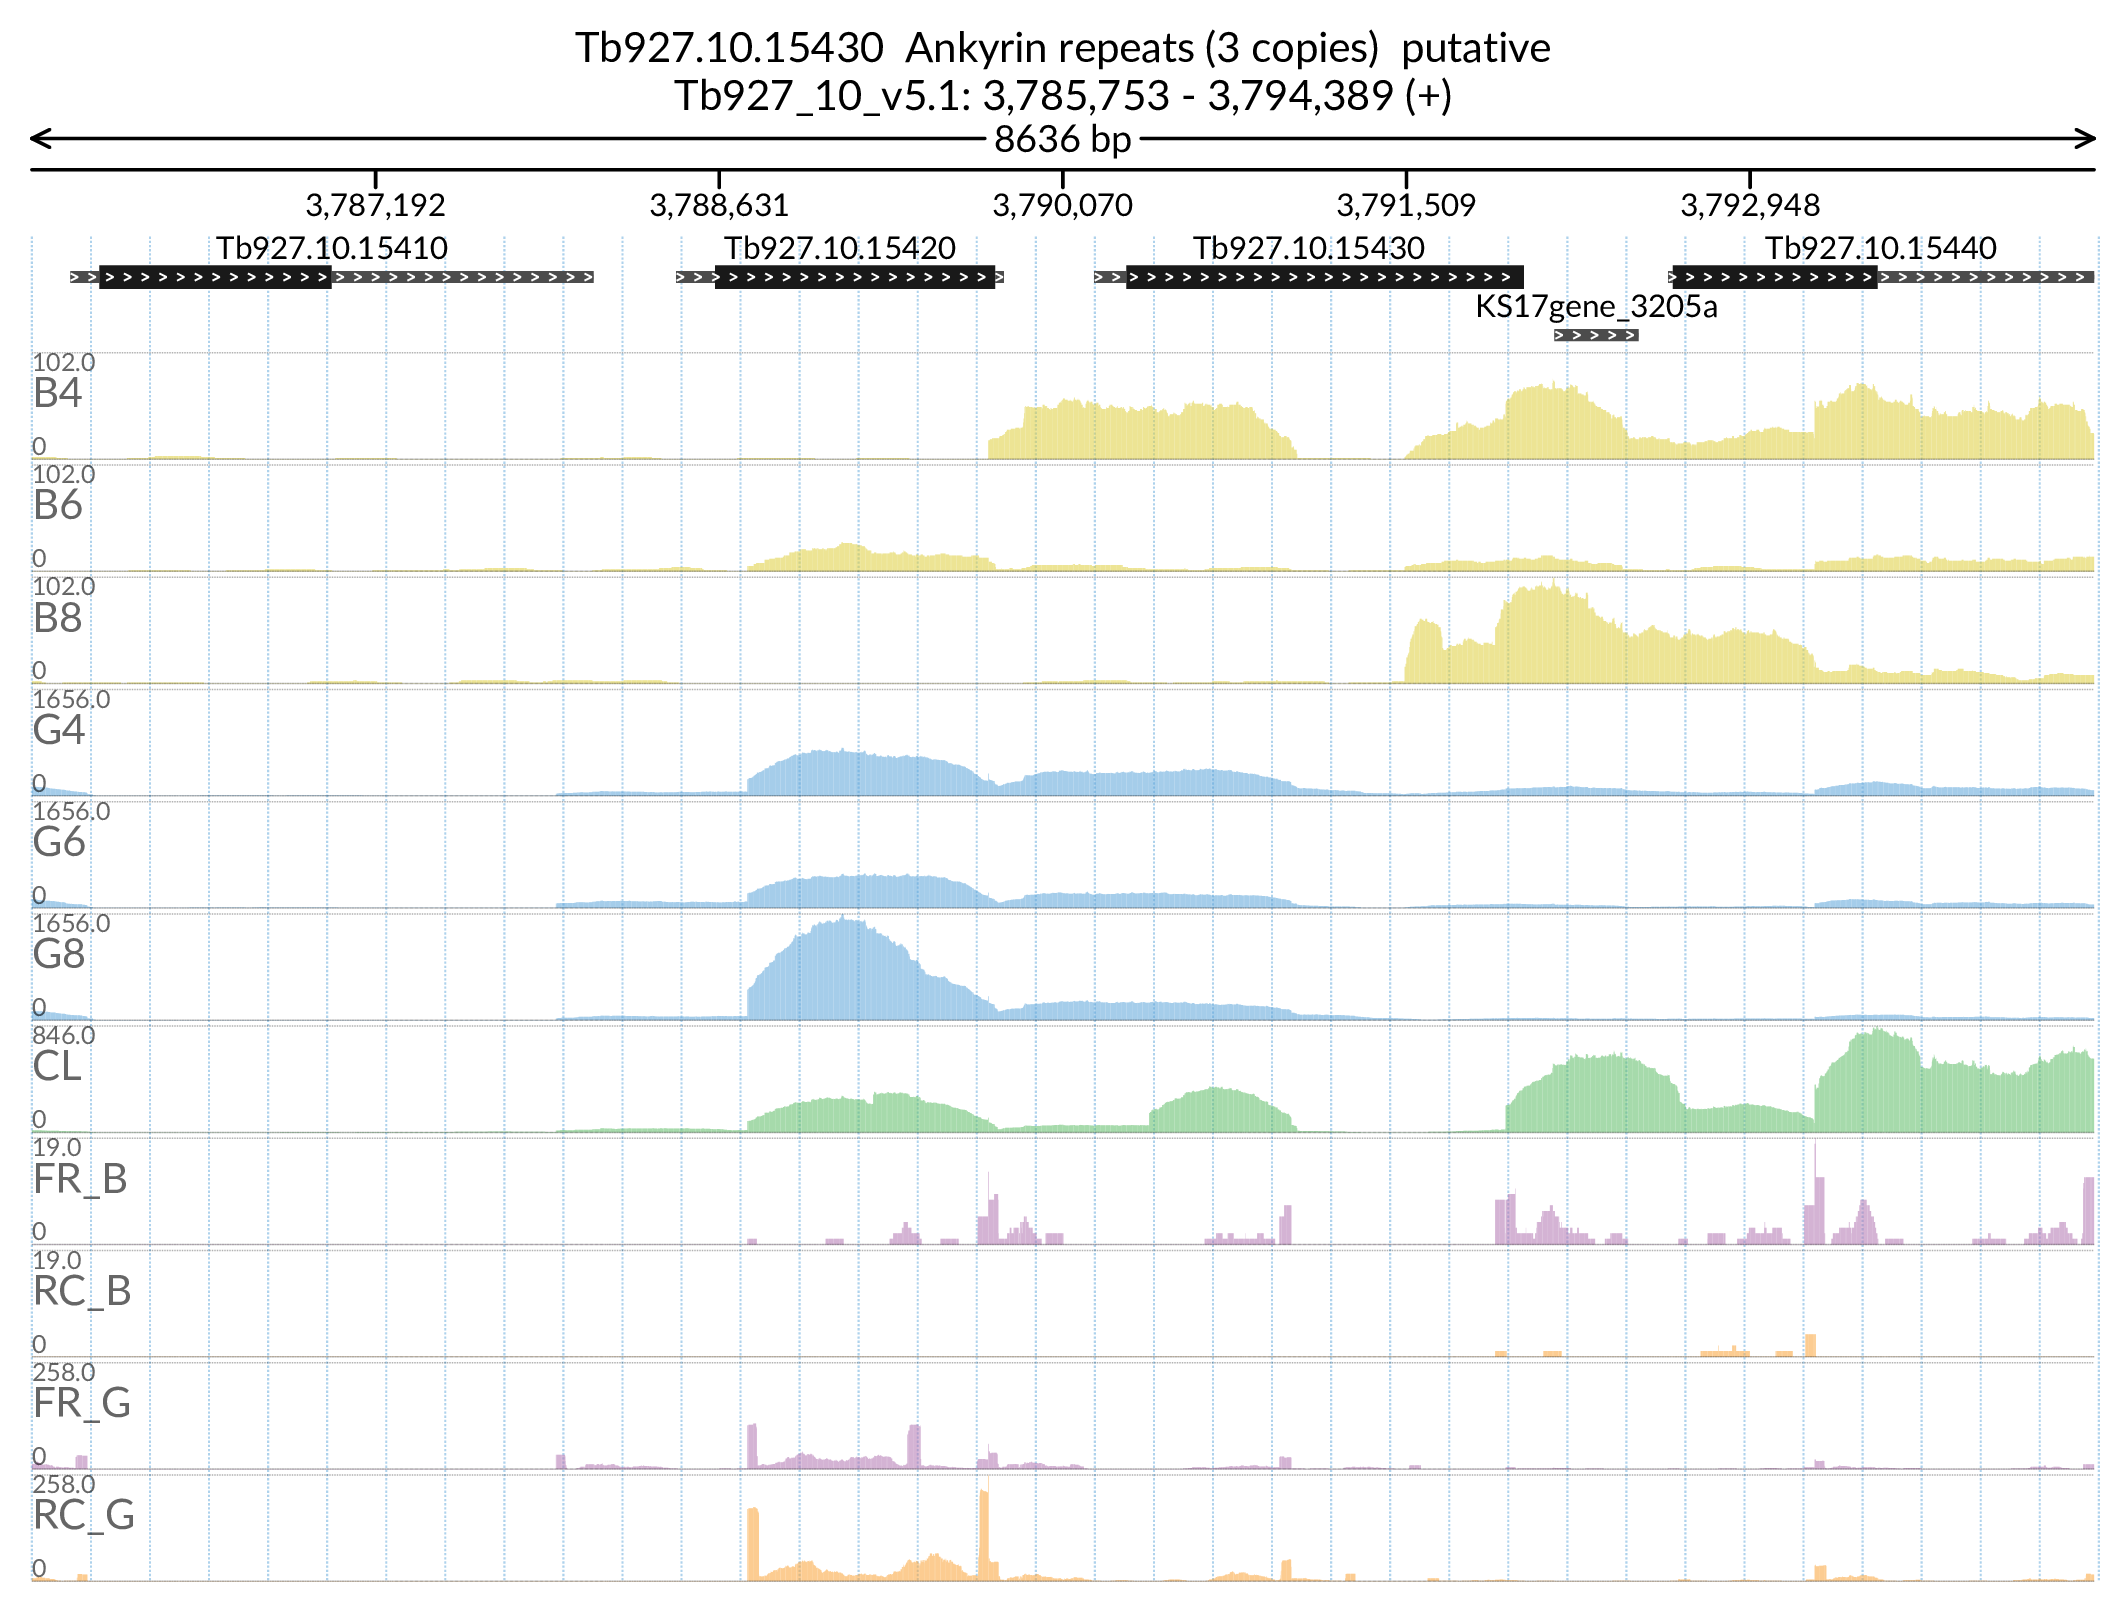 Tb927.10.15430  Ankyrin repeats (3 copies)  putative
Tb927_10_v5.1: 3,785,753 - 3,794,389 (+)
8636 bp
3,787,192 3,788,631 3,790,070 3,791,509 3,792,948
Tb927.10.15410 Tb927.10.15420 Tb927.10.15430 Tb927.10.15440
KS17gene_3205a
102.0
B4
0
102.0
B6
0
102.0
B8
0
1656.0
G4
0
1656.0
G6
0
1656.0
G8
0
846.0
CL
0
19.0
FR_B
0
19.0
RC_B
0
258.0
FR_G
0
258.0
RC_G
0